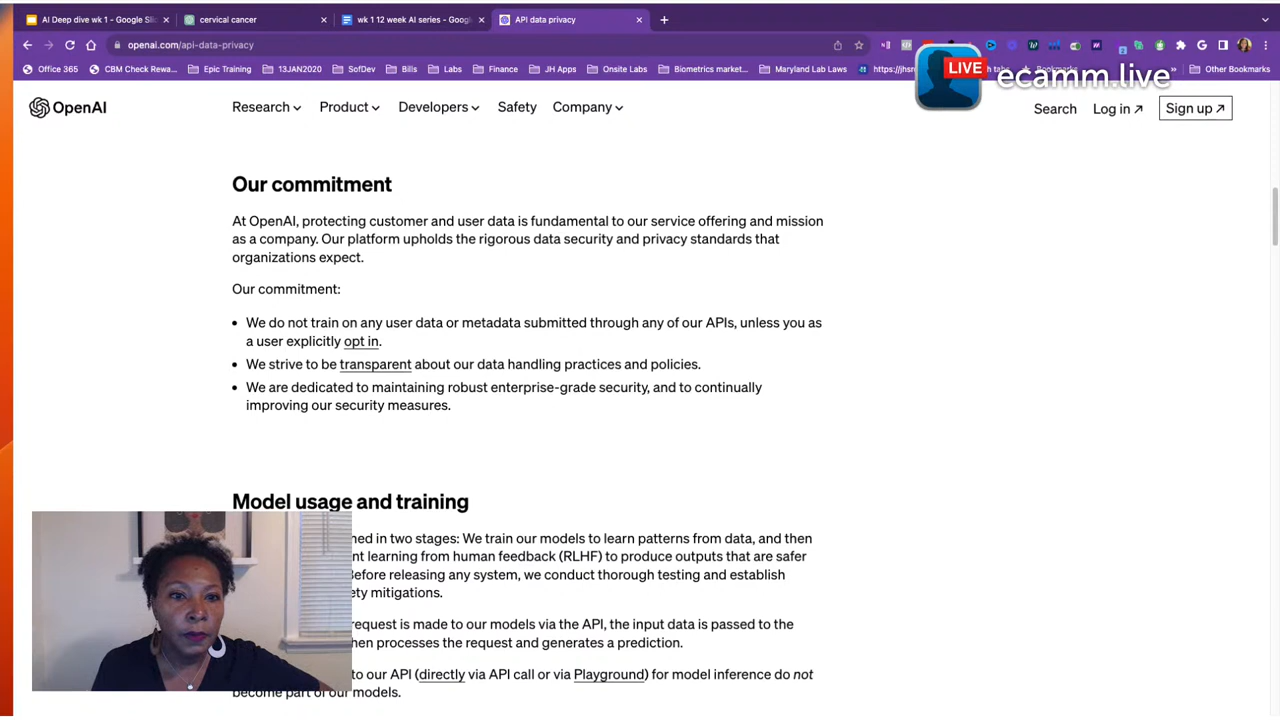 AI Deep dive wk 1 - Google Slid
cervical cancer
wk 1 12 week AI series - Googl
API data privacy
openai.com/api-data-privacy
Office 365
CBM Check Rewa...
Epic Training
13JAN2020
SofDev
Bills
Labs
Finance
JH Apps
Onsite Labs
Biometrics market...
Maryland Lab Laws
Other Bookmarks
LIVE
ecamm.live
OpenAI
Research
Product
Developers
Safety
Company
Search
Log in ↗
Sign up ↗
Our commitment
At OpenAI, protecting customer and user data is fundamental to our service offering and mission
as a company. Our platform upholds the rigorous data security and privacy standards that
organizations expect.
Our commitment:
• We do not train on any user data or metadata submitted through any of our APIs, unless you as
a user explicitly opt in.
• We strive to be transparent about our data handling practices and policies.
• We are dedicated to maintaining robust enterprise-grade security, and to continually
improving our security measures.
Model usage and training
ned in two stages: We train our models to learn patterns from data, and then
nt learning from human feedback (RLHF) to produce outputs that are safer
Before releasing any system, we conduct thorough testing and establish
ety mitigations.
request is made to our models via the API, the input data is passed to the
hen processes the request and generates a prediction.
to our API (directly via API call or via Playground) for model inference do not
become part of our models.